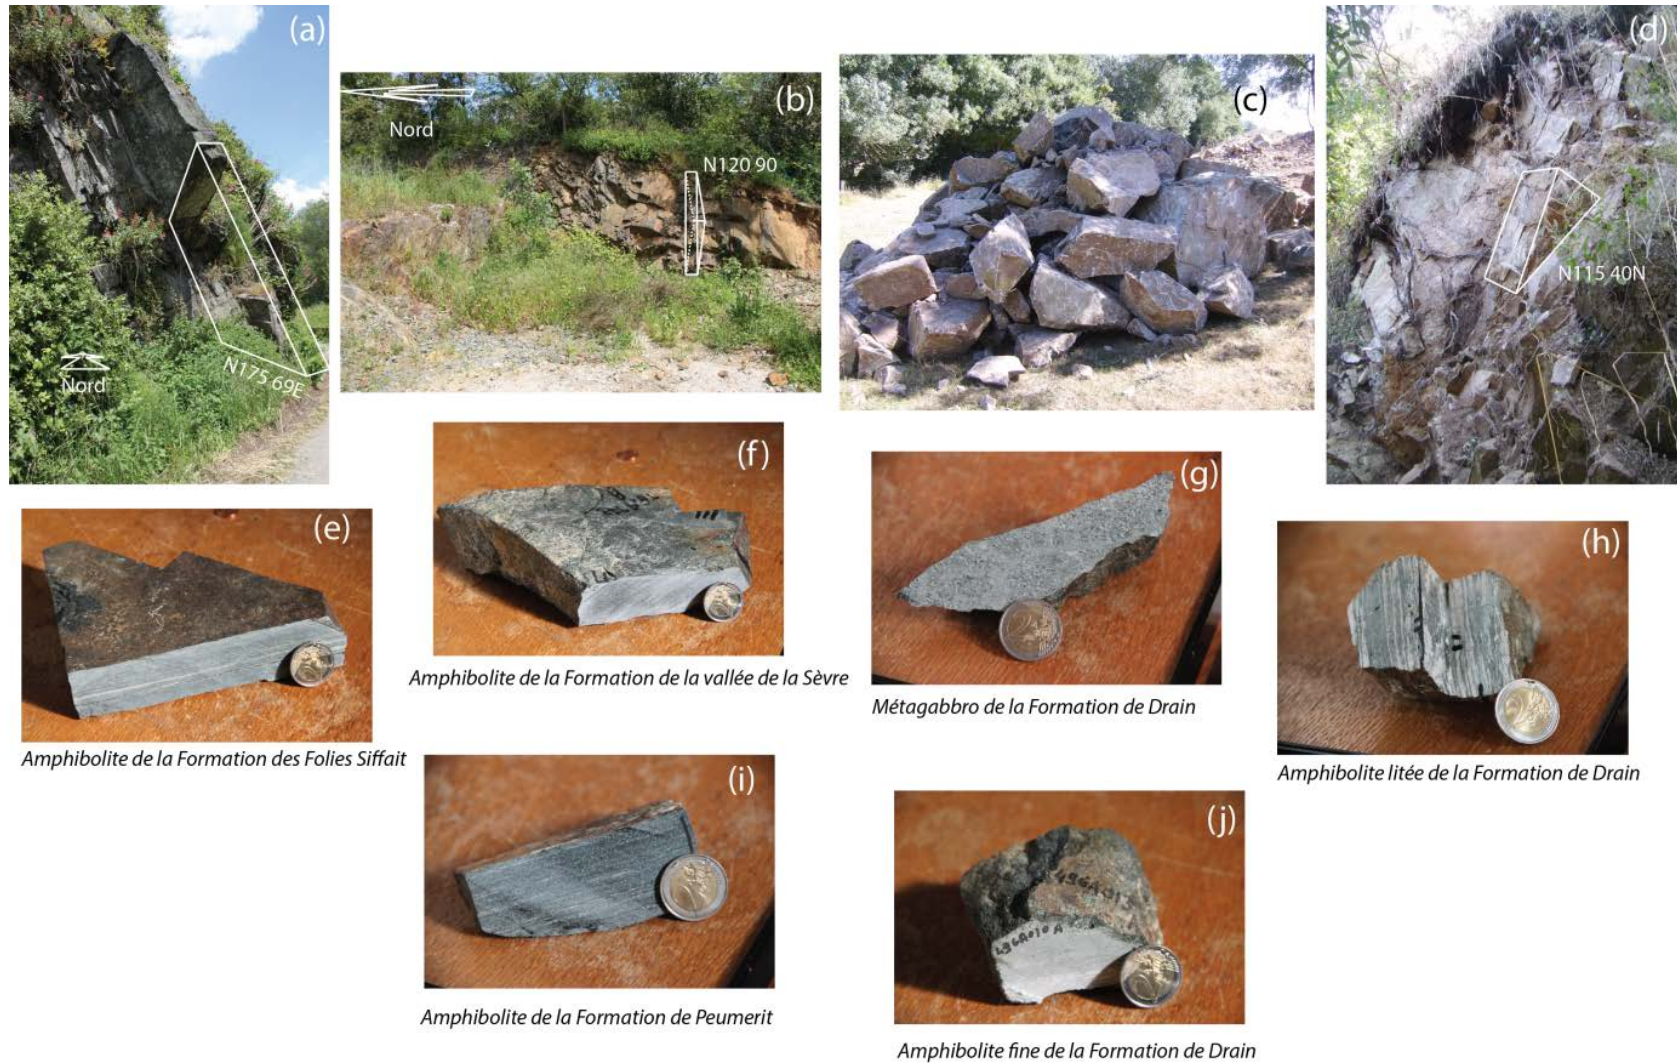 (a)
(b)
(c)
(d)
Nord
N120 90
N115 40N
Nord
N175 69E
(e)
(f)
(g)
(h)
Amphibolite de la Formation de la vallée de la Sèvre
Métagabbro de la Formation de Drain
Amphibolite de la Formation des Folies Siffait
Amphibolite litée de la Formation de Drain
(i)
(j)
496A010A
Amphibolite de la Formation de Peumerit
Amphibolite fine de la Formation de Drain